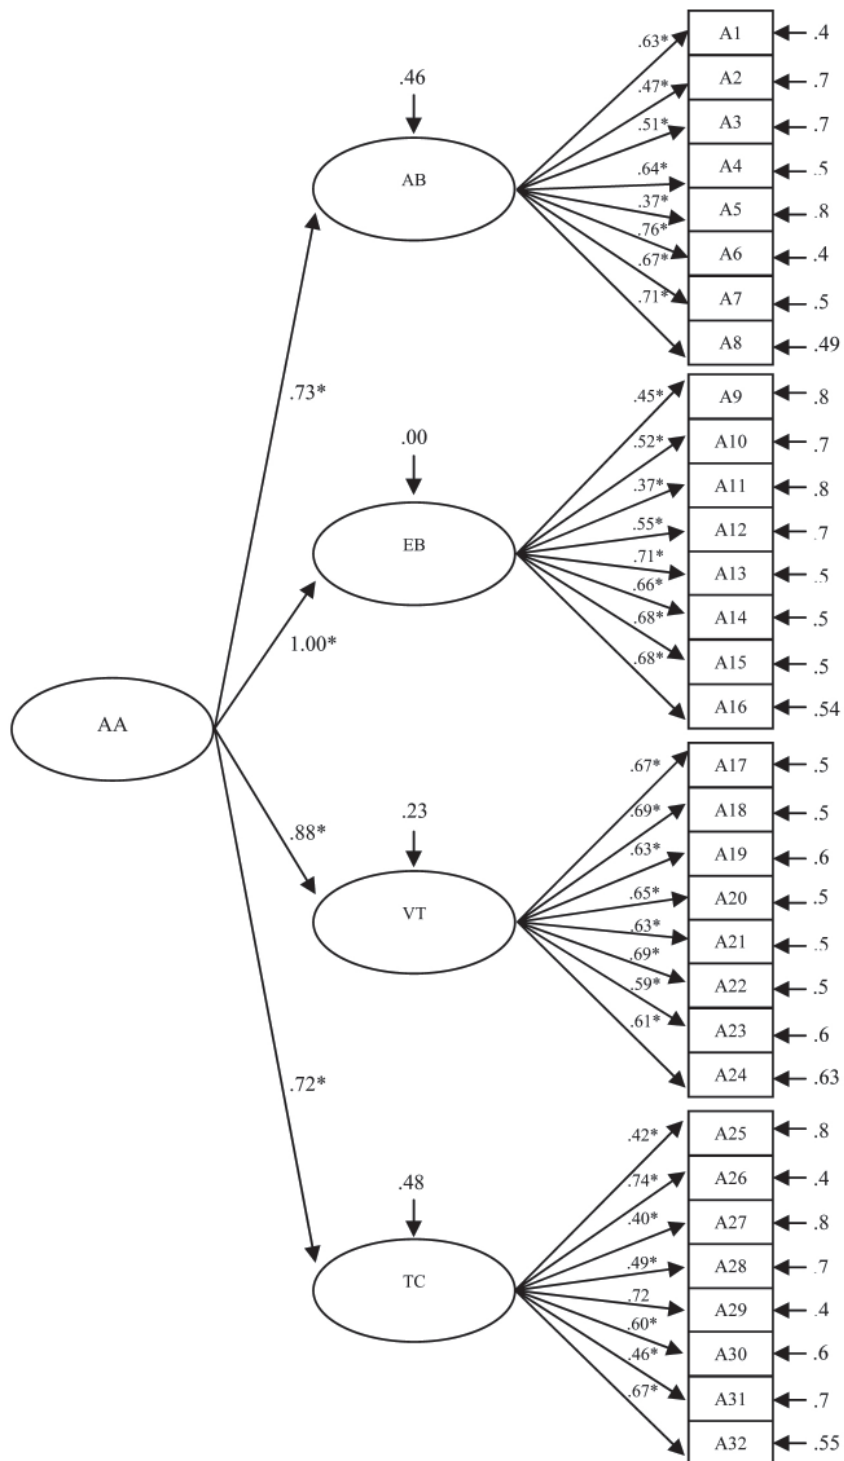 .63* A1 .4
.46 .47* A2 .7
.51* A3 .7
AB .64* A4 .5
.37* A5 .8
.76* A6 .4
.67* A7 .5
.71* A8 .49
.73* .45* A9 .8
.00 .52* A10 .7
.37* A11 .8
EB .55* A12 .7
.71* A13 .5
.66* A14 .5
1.00* .68* A15 .5
.68* A16 .54
AA
.67* A17 .5
.23 .69* A18 .5
.88* .63* A19 .6
VT .65* A20 .5
.63* A21 .5
.69* A22 .5
.59* A23 .6
.61* A24 .63
.72*
.42* A25 .8
.48 .74* A26 .4
.40* A27 .8
TC .49* A28 .7
.72 A29 .4
.60* A30 .6
.46* A31 .7
.67* A32 .55